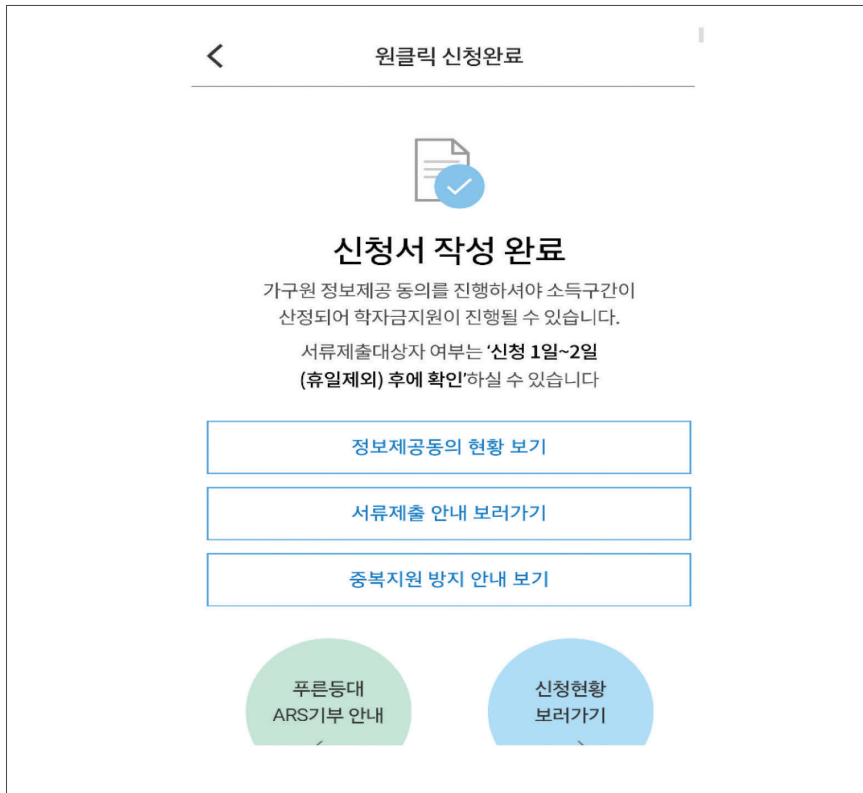 원클릭 신청완료
신청서 작성 완료
가구원 정보제공 동의를 진행하셔야 소득구간이
산정되어 학자금지원이 진행될 수 있습니다.
서류제출대상자 여부는 '신청 1일~2일
(휴일제외) 후에 확인'하실 수 있습니다
정보제공동의 현황 보기
서류제출 안내 보러가기
중복지원 방지 안내 보기
푸른등대
ARS기부 안내
신청현황
보러가기